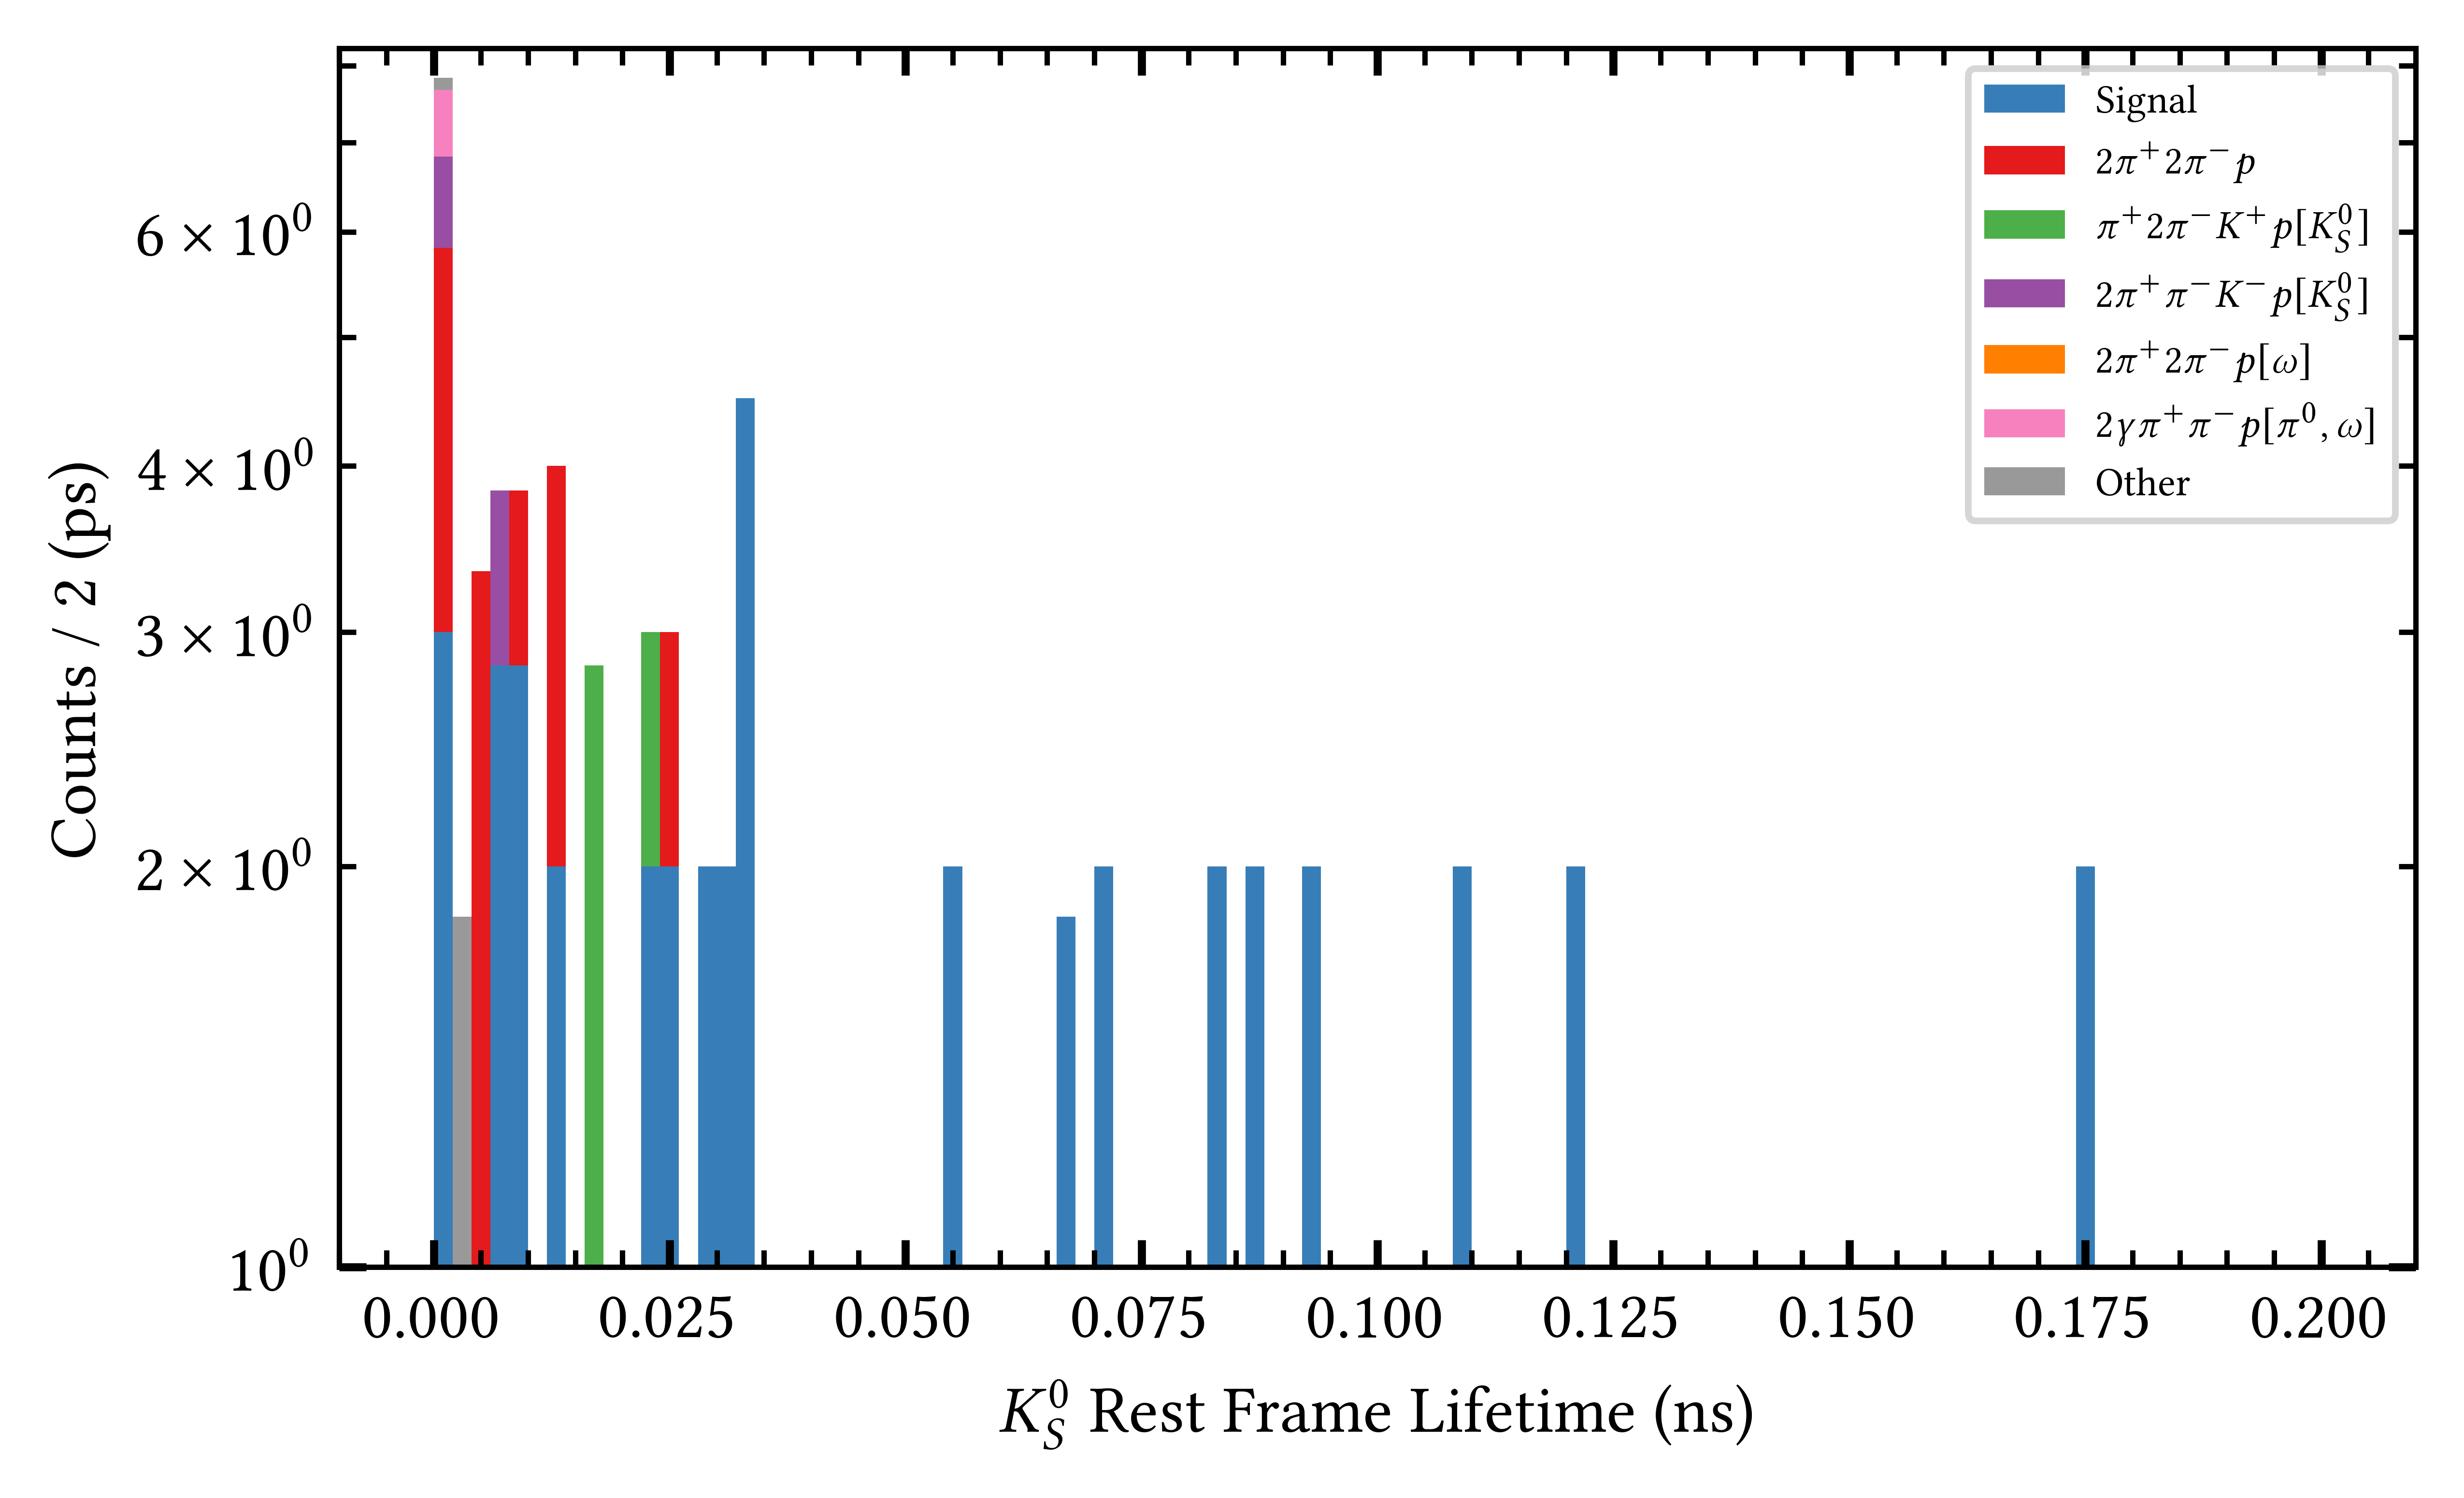 Counts / 2 (ps)
6 × 10⁰
4 × 10⁰
3 × 10⁰
2 × 10⁰
10⁰
0.000 0.025 0.050 0.075 0.100 0.125 0.150 0.175 0.200
K⁰_S Rest Frame Lifetime (ns)
Signal
2π⁺2π⁻p
π⁺2π⁻K⁺p[K⁰_S]
2π⁺π⁻K⁻p[K⁰_S]
2π⁺2π⁻p[ω]
2γπ⁺π⁻p[π⁰, ω]
Other